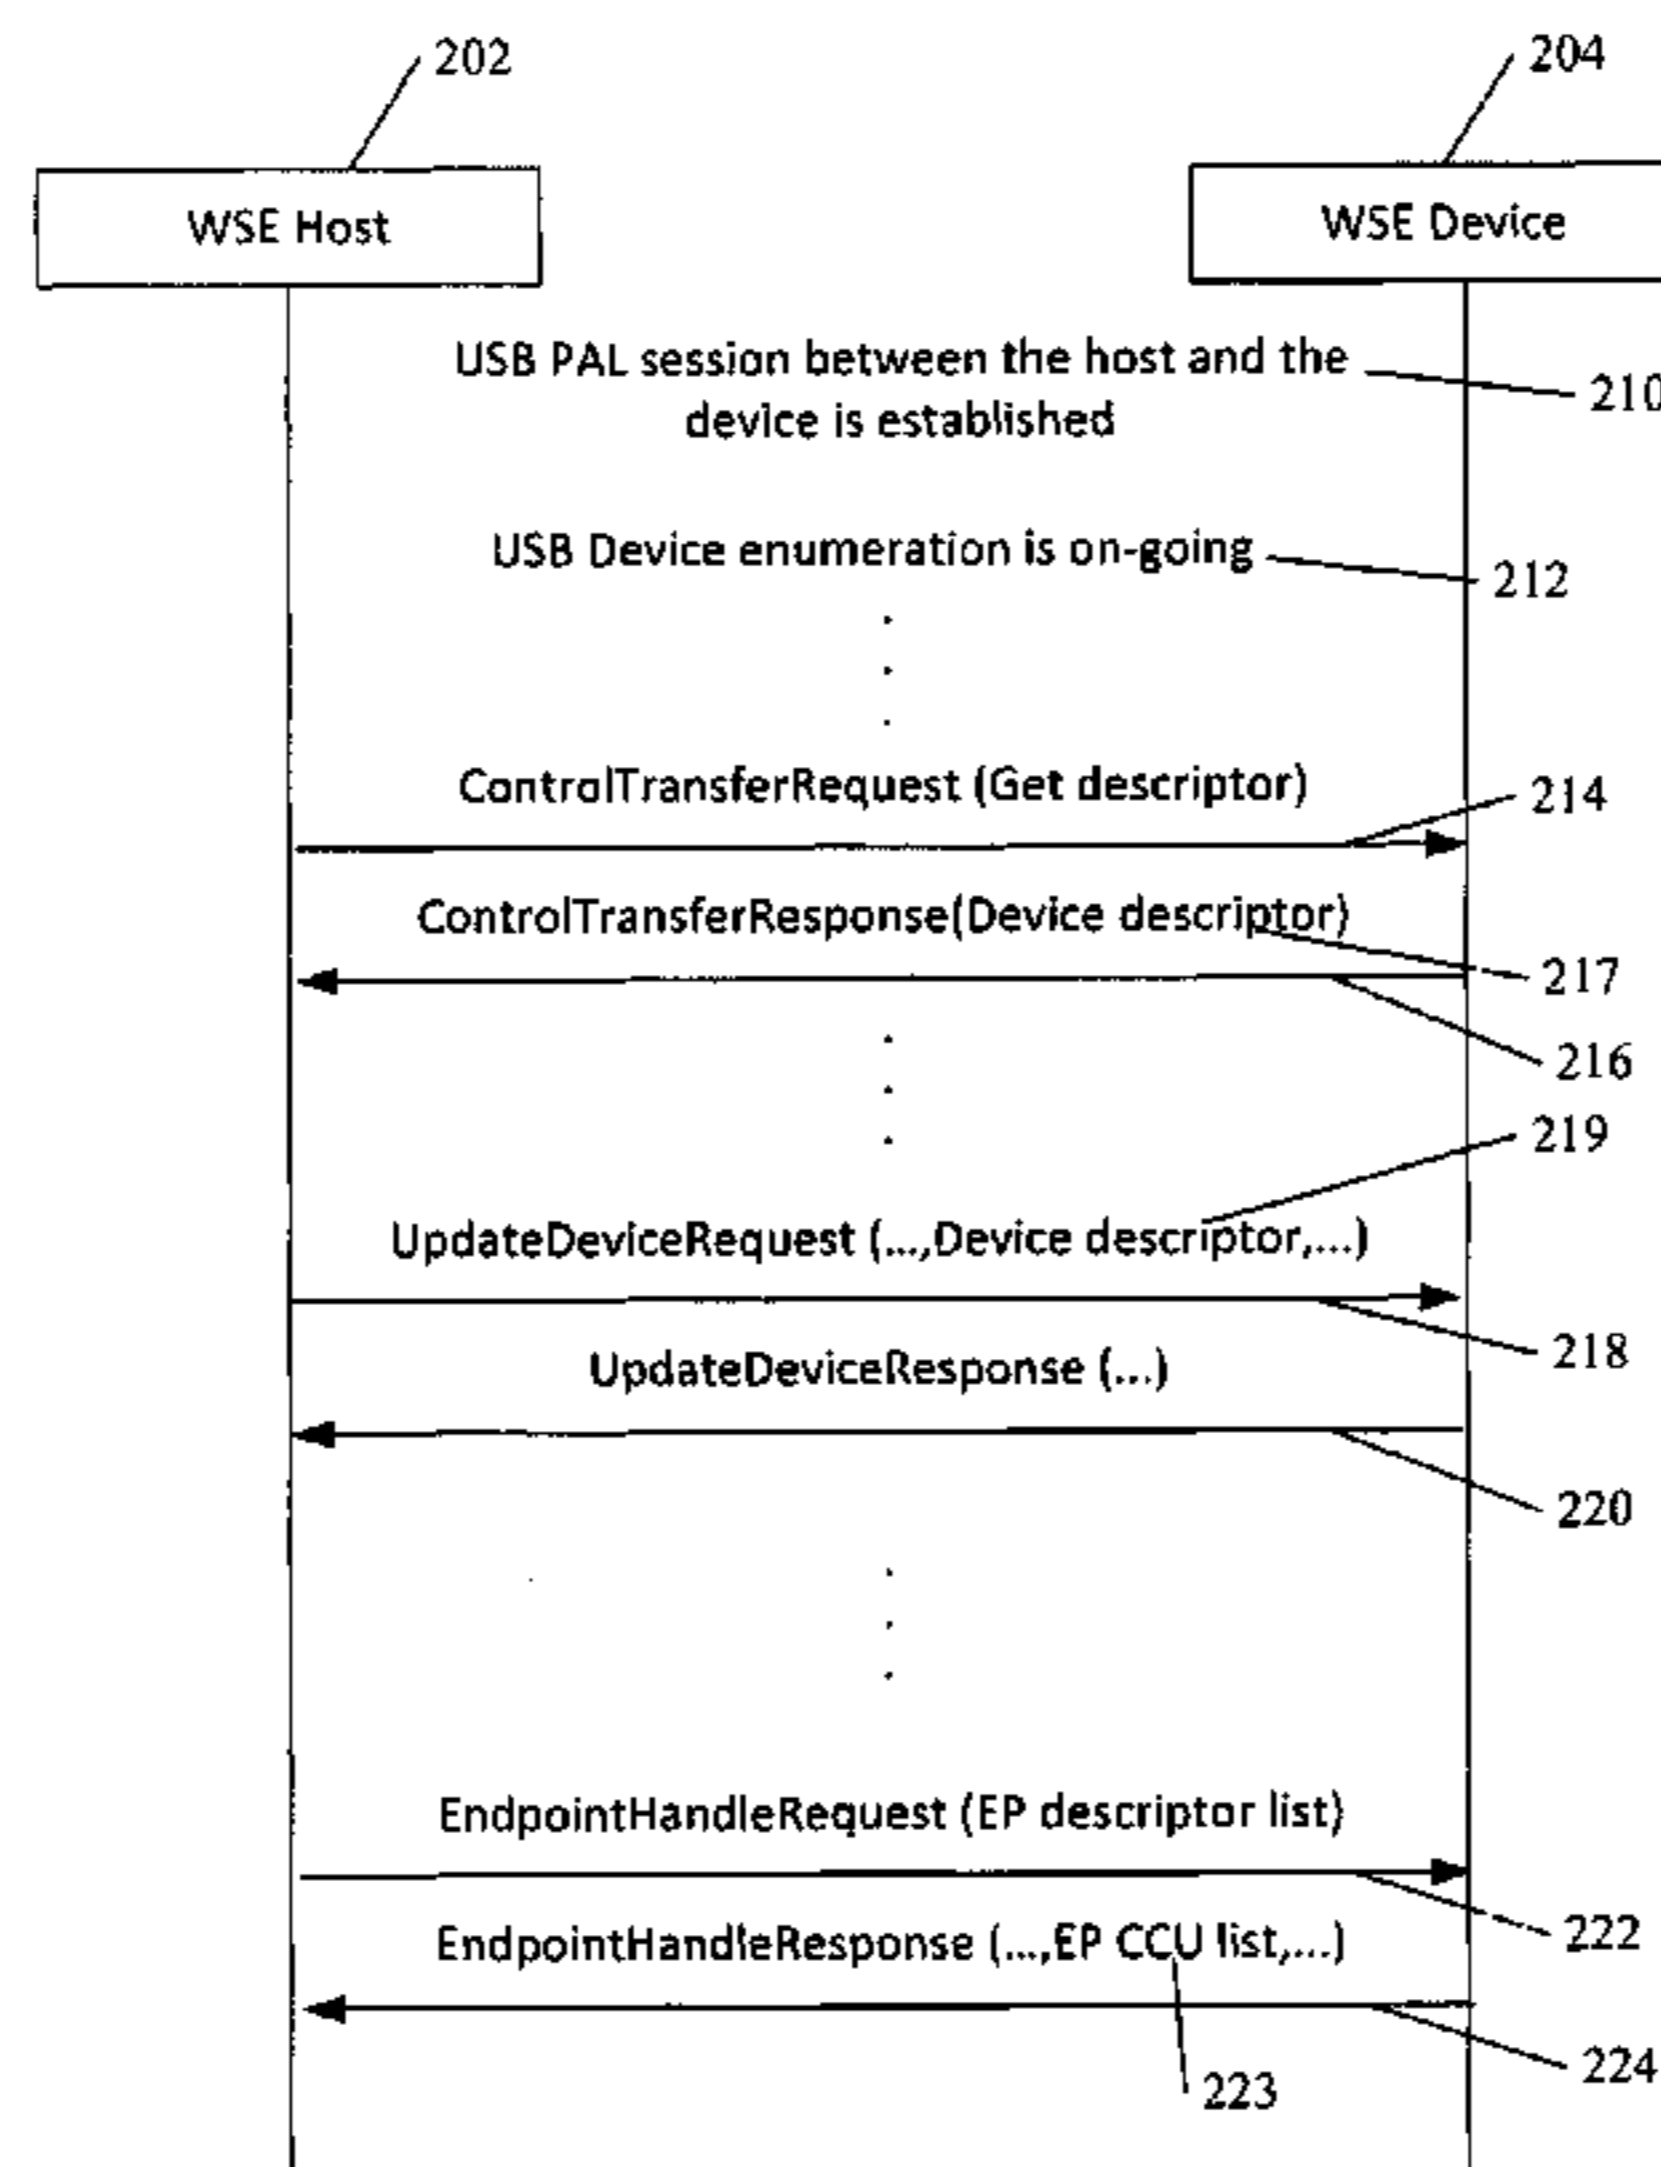 202
204
WSE Host
WSE Device
USB PAL session between the host and the
device is established
210
USB Device enumeration is on-going
212
ControlTransferRequest (Get descriptor)
214
ControlTransferResponse(Device descriptor)
217
216
219
UpdateDeviceRequest (...,Device descriptor,...)
218
UpdateDeviceResponse (...)
220
EndpointHandleRequest (EP descriptor list)
222
EndpointHandleResponse (...,EP CCU list,...)
224
223